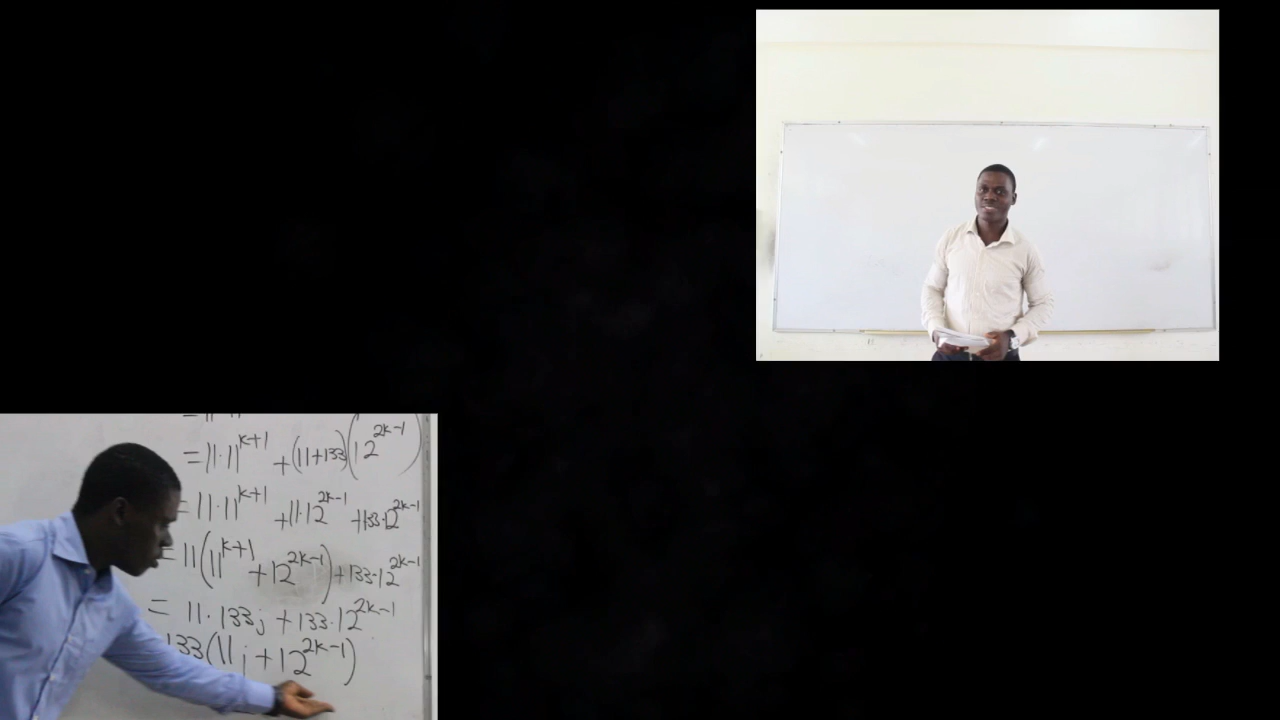 = 11·11^{k+1} + (11+133)(12^{2k-1})
= 11·11^{k+1} + 11·12^{2k-1} + 133·12^{2k-1}
= 11(11^{k+1} + 12^{2k-1}) + 133·12^{2k-1}
= 11·133j + 133·12^{2k-1}
133(11j + 12^{2k-1})